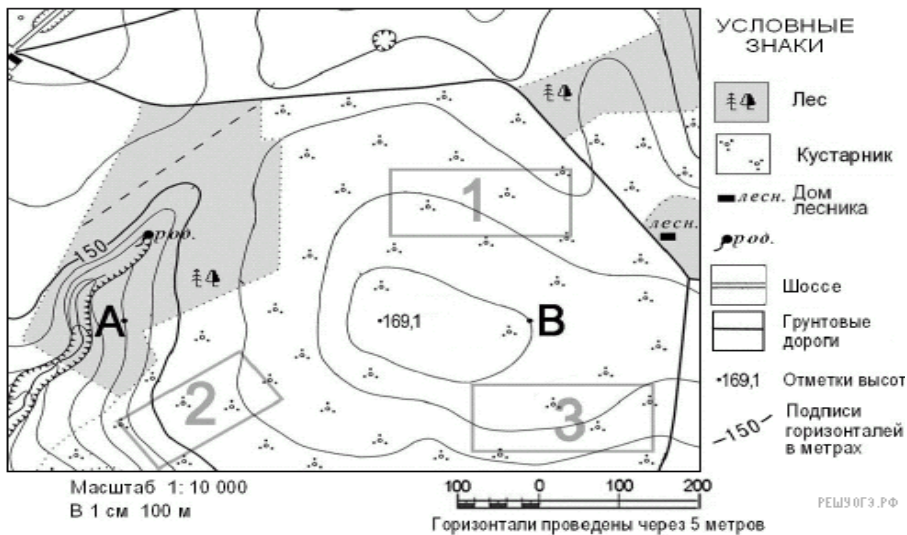 УСЛОВНЫЕ
ЗНАКИ
Лес
Кустарник
лесн. Дом
лесника
род.
Шоссе
Грунтовые
дороги
169,1 Отметки высот
150 Подписи
горизонталей
в метрах
1
лесн.
150
род.
А
169,1
В
2
3
Масштаб 1: 10 000
В 1 см 100 м
100 0 100 200
Горизонтали проведены через 5 метров
РЕШУОГЭ.РФ